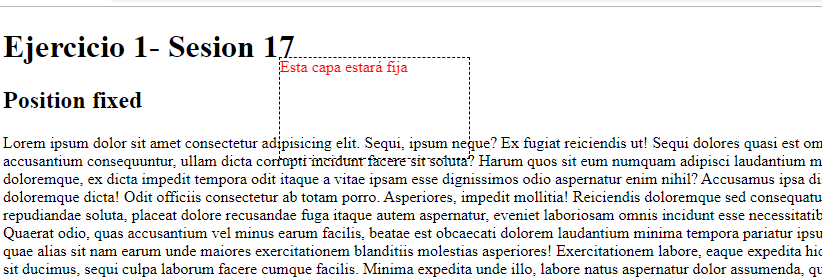 Ejercicio 1- Sesion 17
Esta capa estará fija
Position fixed
Lorem ipsum dolor sit amet consectetur adipisicing elit. Sequi, ipsum neque? Ex fugiat reiciendis ut! Sequi dolores quasi est om
accusantium consequuntur, ullam dicta corrupti incidunt facere sit soluta? Harum quos sit eum numquam adipisci laudantium m
doloremque, ex dicta impedit tempora odit itaque a vitae ipsam esse dignissimos odio aspernatur enim nihil? Accusamus ipsa di
doloremque dicta! Odit officiis consectetur ab totam porro. Asperiores, impedit mollitia! Reiciendis doloremque sed consequatu
repudiandae soluta, placeat dolore recusandae fuga itaque autem aspernatur, eveniet laboriosam omnis incidunt esse necessitatib
Quaerat odio, quas accusantium vel minus earum facilis, beatae est obcaecati dolorem laudantium minima tempora pariatur ipsu
quae alias sit nam earum unde maiores exercitationem blanditiis molestias asperiores! Exercitationem labore, eaque expedita hic
sit ducimus, sequi culpa laborum facere cumque facilis. Minima expedita unde illo, labore natus aspernatur dolor assumenda, qu